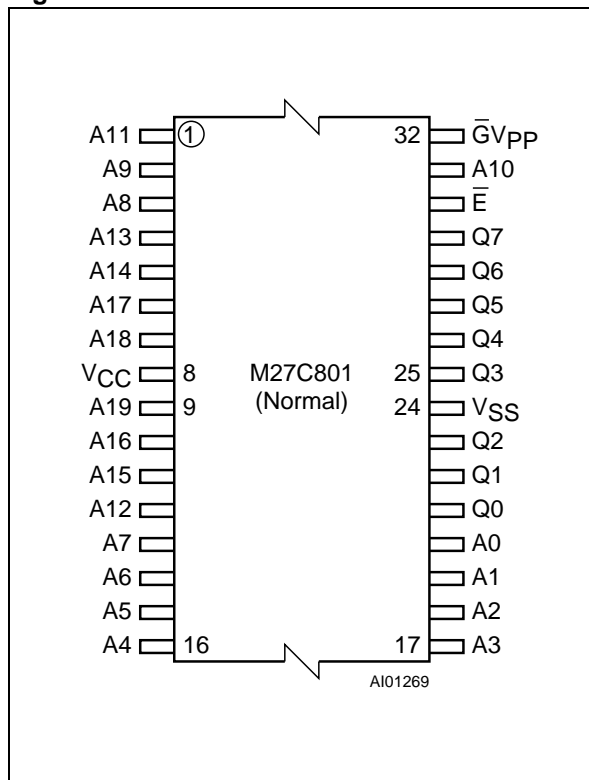 A11 1 32 G̅VPP
A9 A10
A8 E̅
A13 Q7
A14 Q6
A17 Q5
A18 Q4
VCC 8 M27C801 25 Q3
A19 9 (Normal) 24 VSS
A16 Q2
A15 Q1
A12 Q0
A7 A0
A6 A1
A5 A2
A4 16 17 A3
AI01269